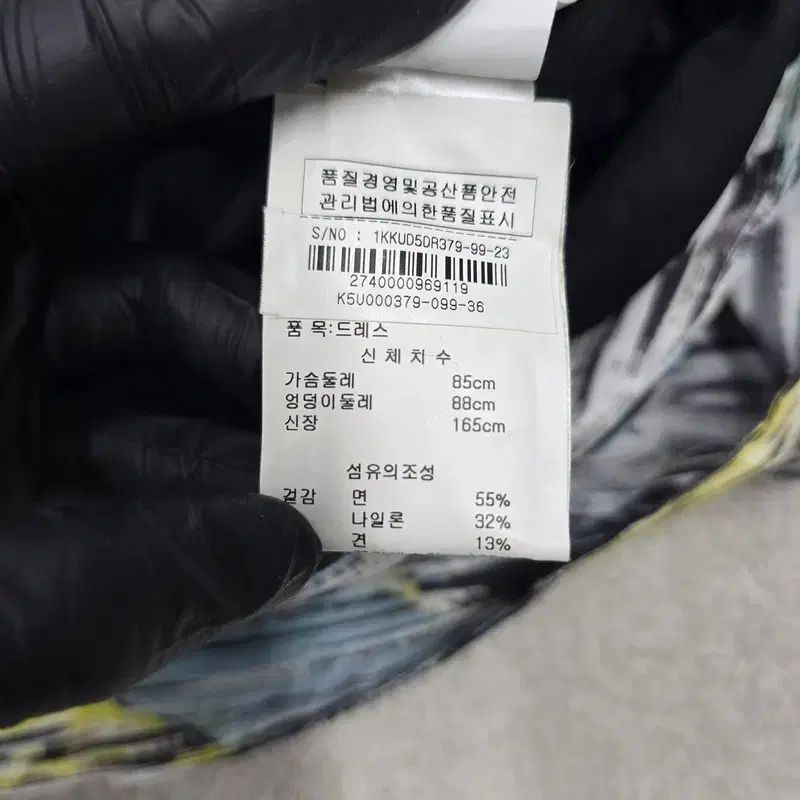 품질경영및공산품안전
관리법에의한품질표시
S/NO : 1KKUD5DR379-99-23
2740000969119
K5U000379-099-36
품 목:드레스
신체치수
가슴둘레 85cm
엉덩이둘레 88cm
신장 165cm
섬유의조성
겉감 면 55%
나일론 32%
견 13%